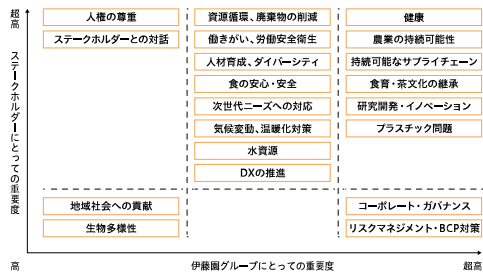 超高
ステークホルダーにとっての重要度
高
人権の尊重
ステークホルダーとの対話
資源循環、廃棄物の削減
働きがい、労働安全衛生
人材育成、ダイバーシティ
食の安心・安全
次世代ニーズへの対応
気候変動、温暖化対策
水資源
DXの推進
健康
農業の持続可能性
持続可能なサプライチェーン
食育・茶文化の継承
研究開発・イノベーション
プラスチック問題
地域社会への貢献
生物多様性
コーポレート・ガバナンス
リスクマネジメント・BCP対策
高
伊藤園グループにとっての重要度
超高